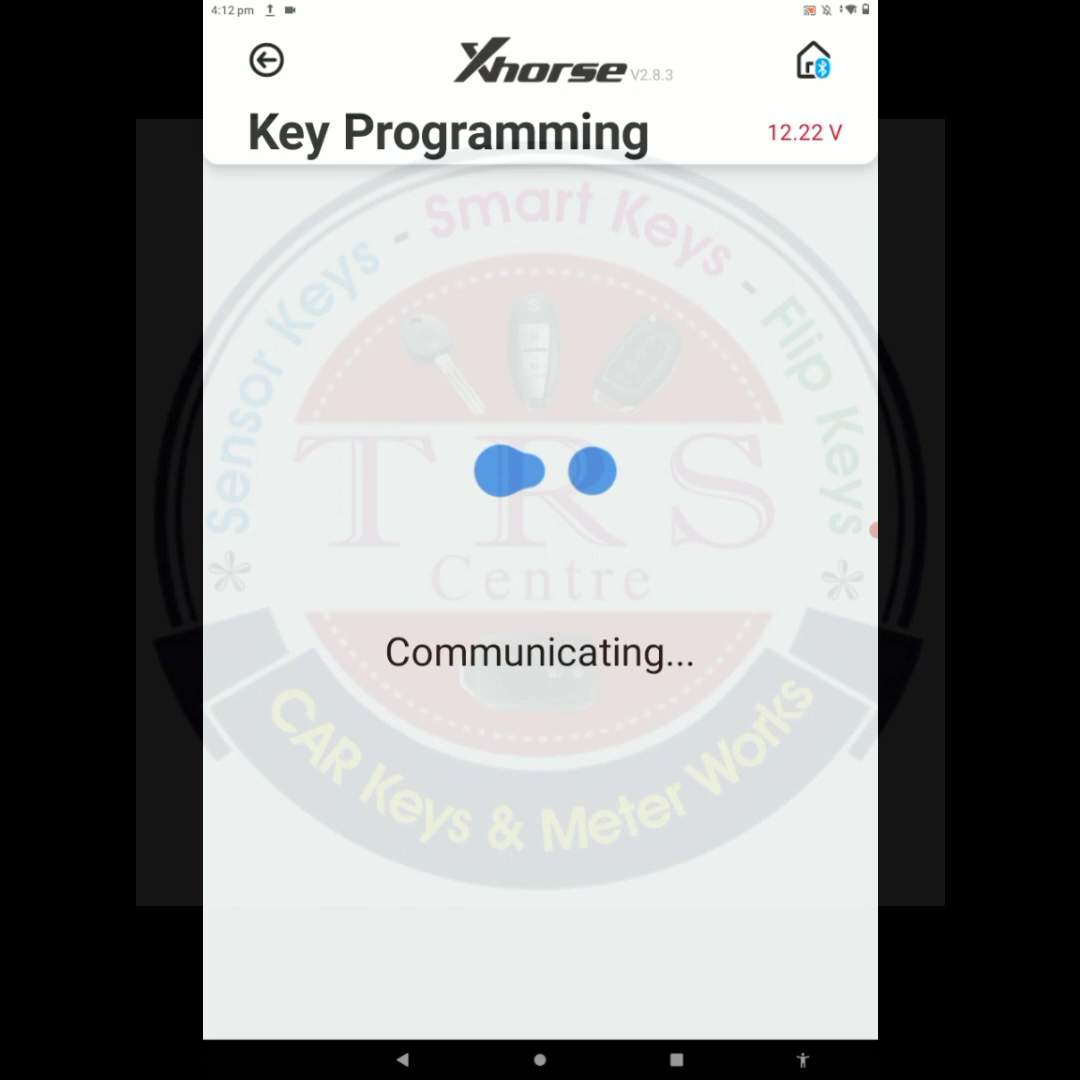 4:12 pm
Xhorse V2.8.3
Key Programming
12.22 V
Sensor Keys - Smart Keys - Flip Keys
TRS
Centre
Communicating...
CAR Keys & Meter Works